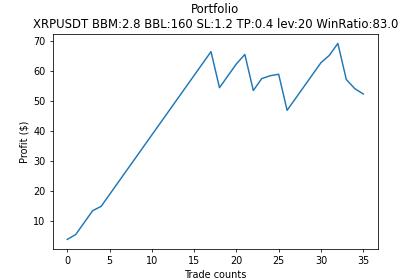 Portfolio
XRPUSDT BBM:2.8 BBL:160 SL:1.2 TP:0.4 lev:20 WinRatio:83.0
70
60
50
40
30
20
10
Profit ($)
0 5 10 15 20 25 30 35
Trade counts